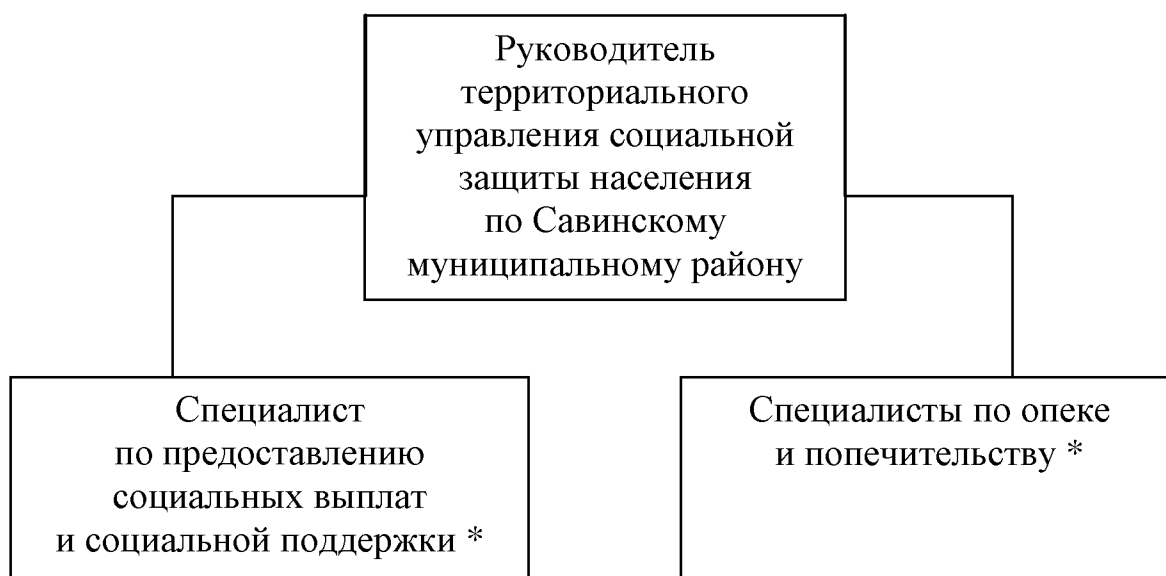 Руководитель
территориального
управления социальной
защиты населения
по Савинскому
муниципальному району
Специалист
по предоставлению
социальных выплат
и социальной поддержки *
Специалисты по опеке
и попечительству *